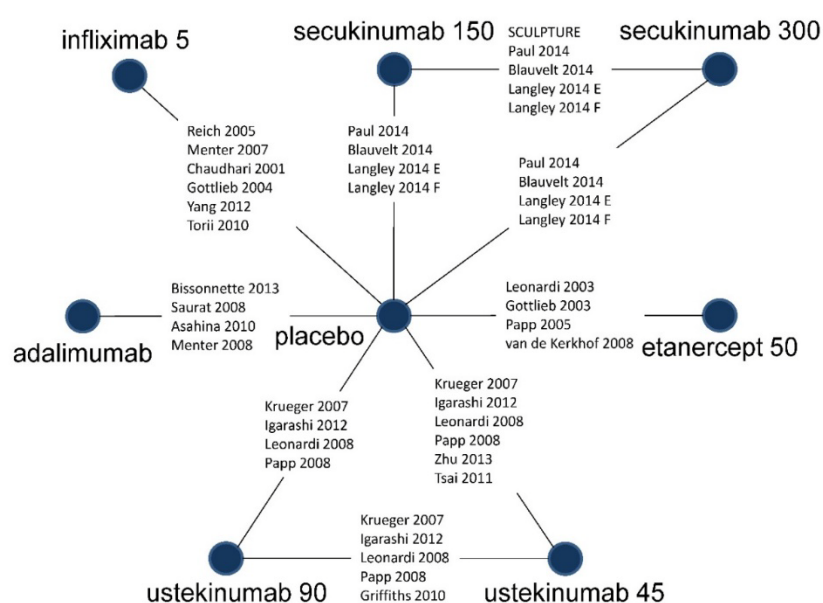 infliximab 5
secukinumab 150
SCULPTURE
Paul 2014
Blauvelt 2014
Langley 2014 E
Langley 2014 F
secukinumab 300
Reich 2005
Menter 2007
Chaudhari 2001
Gottlieb 2004
Yang 2012
Torii 2010
Paul 2014
Blauvelt 2014
Langley 2014 E
Langley 2014 F
Paul 2014
Blauvelt 2014
Langley 2014 E
Langley 2014 F
adalimumab
Bissonnette 2013
Saurat 2008
Asahina 2010
Menter 2008
placebo
Leonardi 2003
Gottlieb 2003
Papp 2005
van de Kerkhof 2008
etanercept 50
Krueger 2007
Igarashi 2012
Leonardi 2008
Papp 2008
Krueger 2007
Igarashi 2012
Leonardi 2008
Papp 2008
Zhu 2013
Tsai 2011
ustekinumab 90
Krueger 2007
Igarashi 2012
Leonardi 2008
Papp 2008
Griffiths 2010
ustekinumab 45